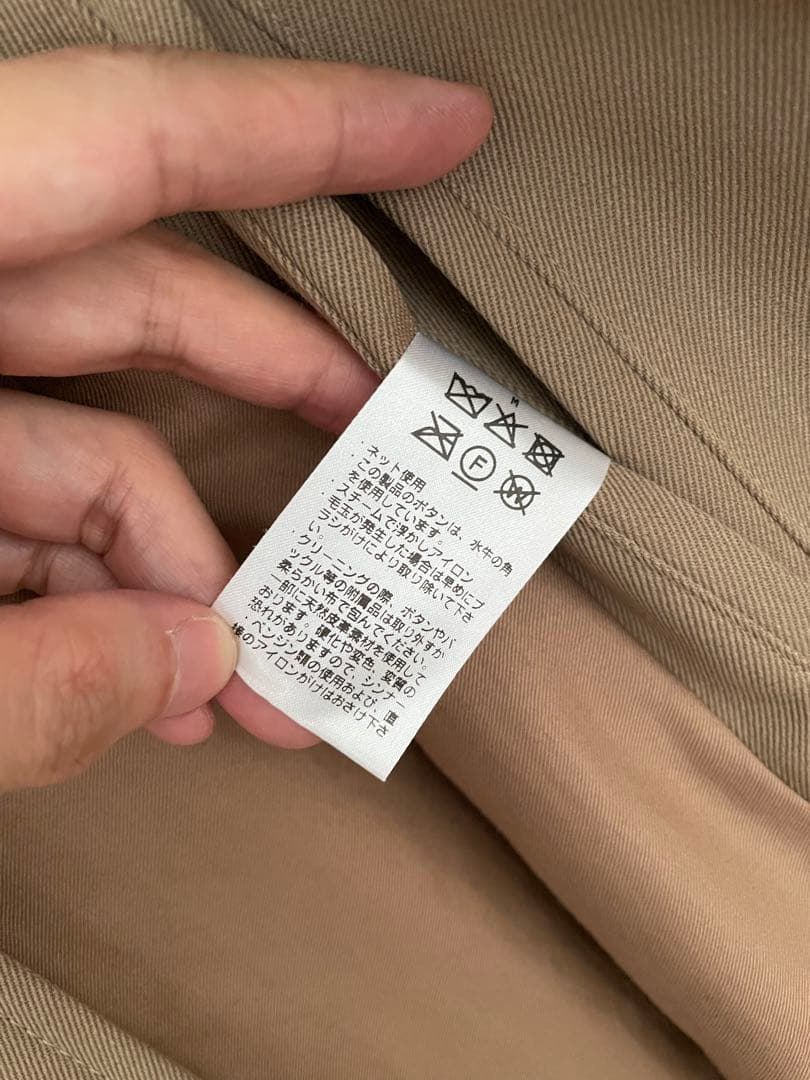 M
F
W
・ネット使用
・この製品のボタンは、水牛の角
を使用しています。
・スチームで浮かしアイロン
・毛玉が発生した場合は早めにブ
ラシがけにより取り除いて下さ
い。
・クリーニングの際、ボタンやバ
ックル等の附属品は取り外すか
柔らかい布で包んでください。
・一部に天然皮革素材を使用して
おります。硬化や変色、変質の
恐れがありますので、シンナー
、ベンジン類の使用および、直
接のアイロンがけはおさけ下さ